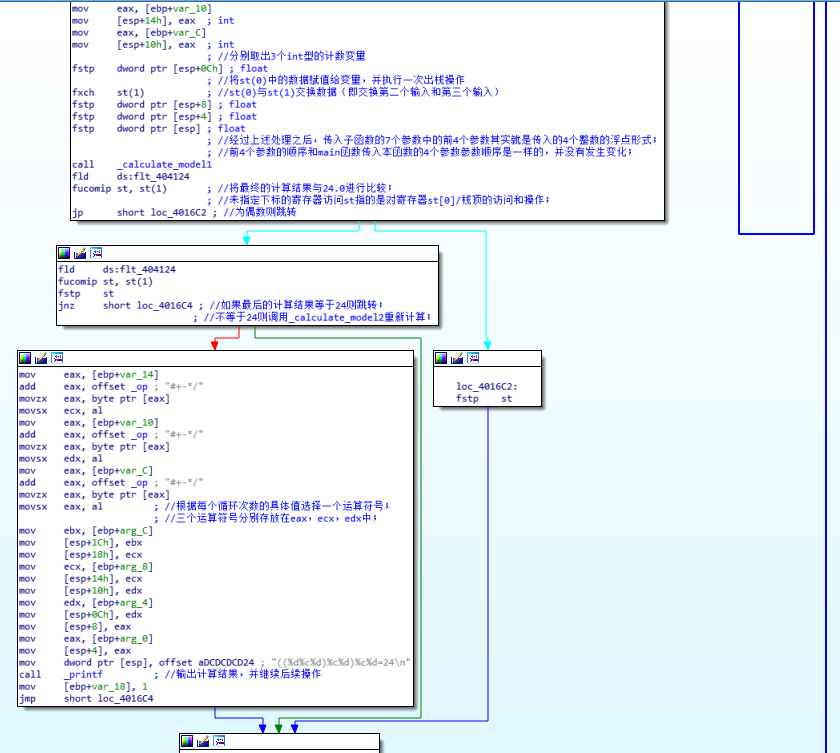 mov     eax, [ebp+var_10]
mov     [esp+14h], eax  ; int
mov     eax, [ebp+var_C]
mov     [esp+10h], eax  ; int
; //分别取出3个int型的计数变量
fstp    dword ptr [esp+0Ch] ; float
; //将st(0)中的数据赋值给变量，并执行一次出栈操作
fxch    st(1)           ; //st(0)与st(1)交换数据（即交换第二个输入和第三个输入）
fstp    dword ptr [esp+8] ; float
fstp    dword ptr [esp+4] ; float
fstp    dword ptr [esp] ; float
; //经过上述处理之后，传入子函数的7个参数中的前4个参数其实就是传入的4个整数的浮点形式；
; //前4个参数的顺序和main函数传入本函数的4个参数参数顺序是一样的，并没有发生变化；
call    _calculate_model1
fld     ds:flt_404124
fucomip st, st(1)       ; //将最终的计算结果与24.0进行比较；
; //未指定下标的寄存器访问st指的是对寄存器st[0]/栈顶的访问和操作；
jp      short loc_4016C2 ; //为偶数则跳转
fld     ds:flt_404124
fucomip st, st(1)
fstp    st
jnz     short loc_4016C4 ; //如果最后的计算结果等于24则跳转；
; //不等于24则调用_calculate_model2重新计算；
mov     eax, [ebp+var_14]
add     eax, offset _op ; "#+-*/"
movzx   eax, byte ptr [eax]
movsx   ecx, al
mov     eax, [ebp+var_10]
add     eax, offset _op ; "#+-*/"
movzx   eax, byte ptr [eax]
movsx   edx, al
mov     eax, [ebp+var_C]
add     eax, offset _op ; "#+-*/"
movzx   eax, byte ptr [eax]
movsx   eax, al         ; //根据每个循环次数的具体值选择一个运算符号；
; //三个运算符号分别存放在eax，ecx，edx中；
mov     ebx, [ebp+arg_C]
mov     [esp+1Ch], ebx
mov     [esp+18h], ecx
mov     ecx, [ebp+arg_8]
mov     [esp+14h], ecx
mov     [esp+10h], edx
mov     edx, [ebp+arg_4]
mov     [esp+0Ch], edx
mov     [esp+8], eax
mov     eax, [ebp+arg_0]
mov     [esp+4], eax
mov     dword ptr [esp], offset aDCDCDCD24 ; "((%d%c%d)%c%d)%c%d=24\n"
call    _printf         ; //输出计算结果，并继续后续操作
mov     [ebp+var_18], 1
jmp     short loc_4016C4
loc_4016C2:
fstp    st